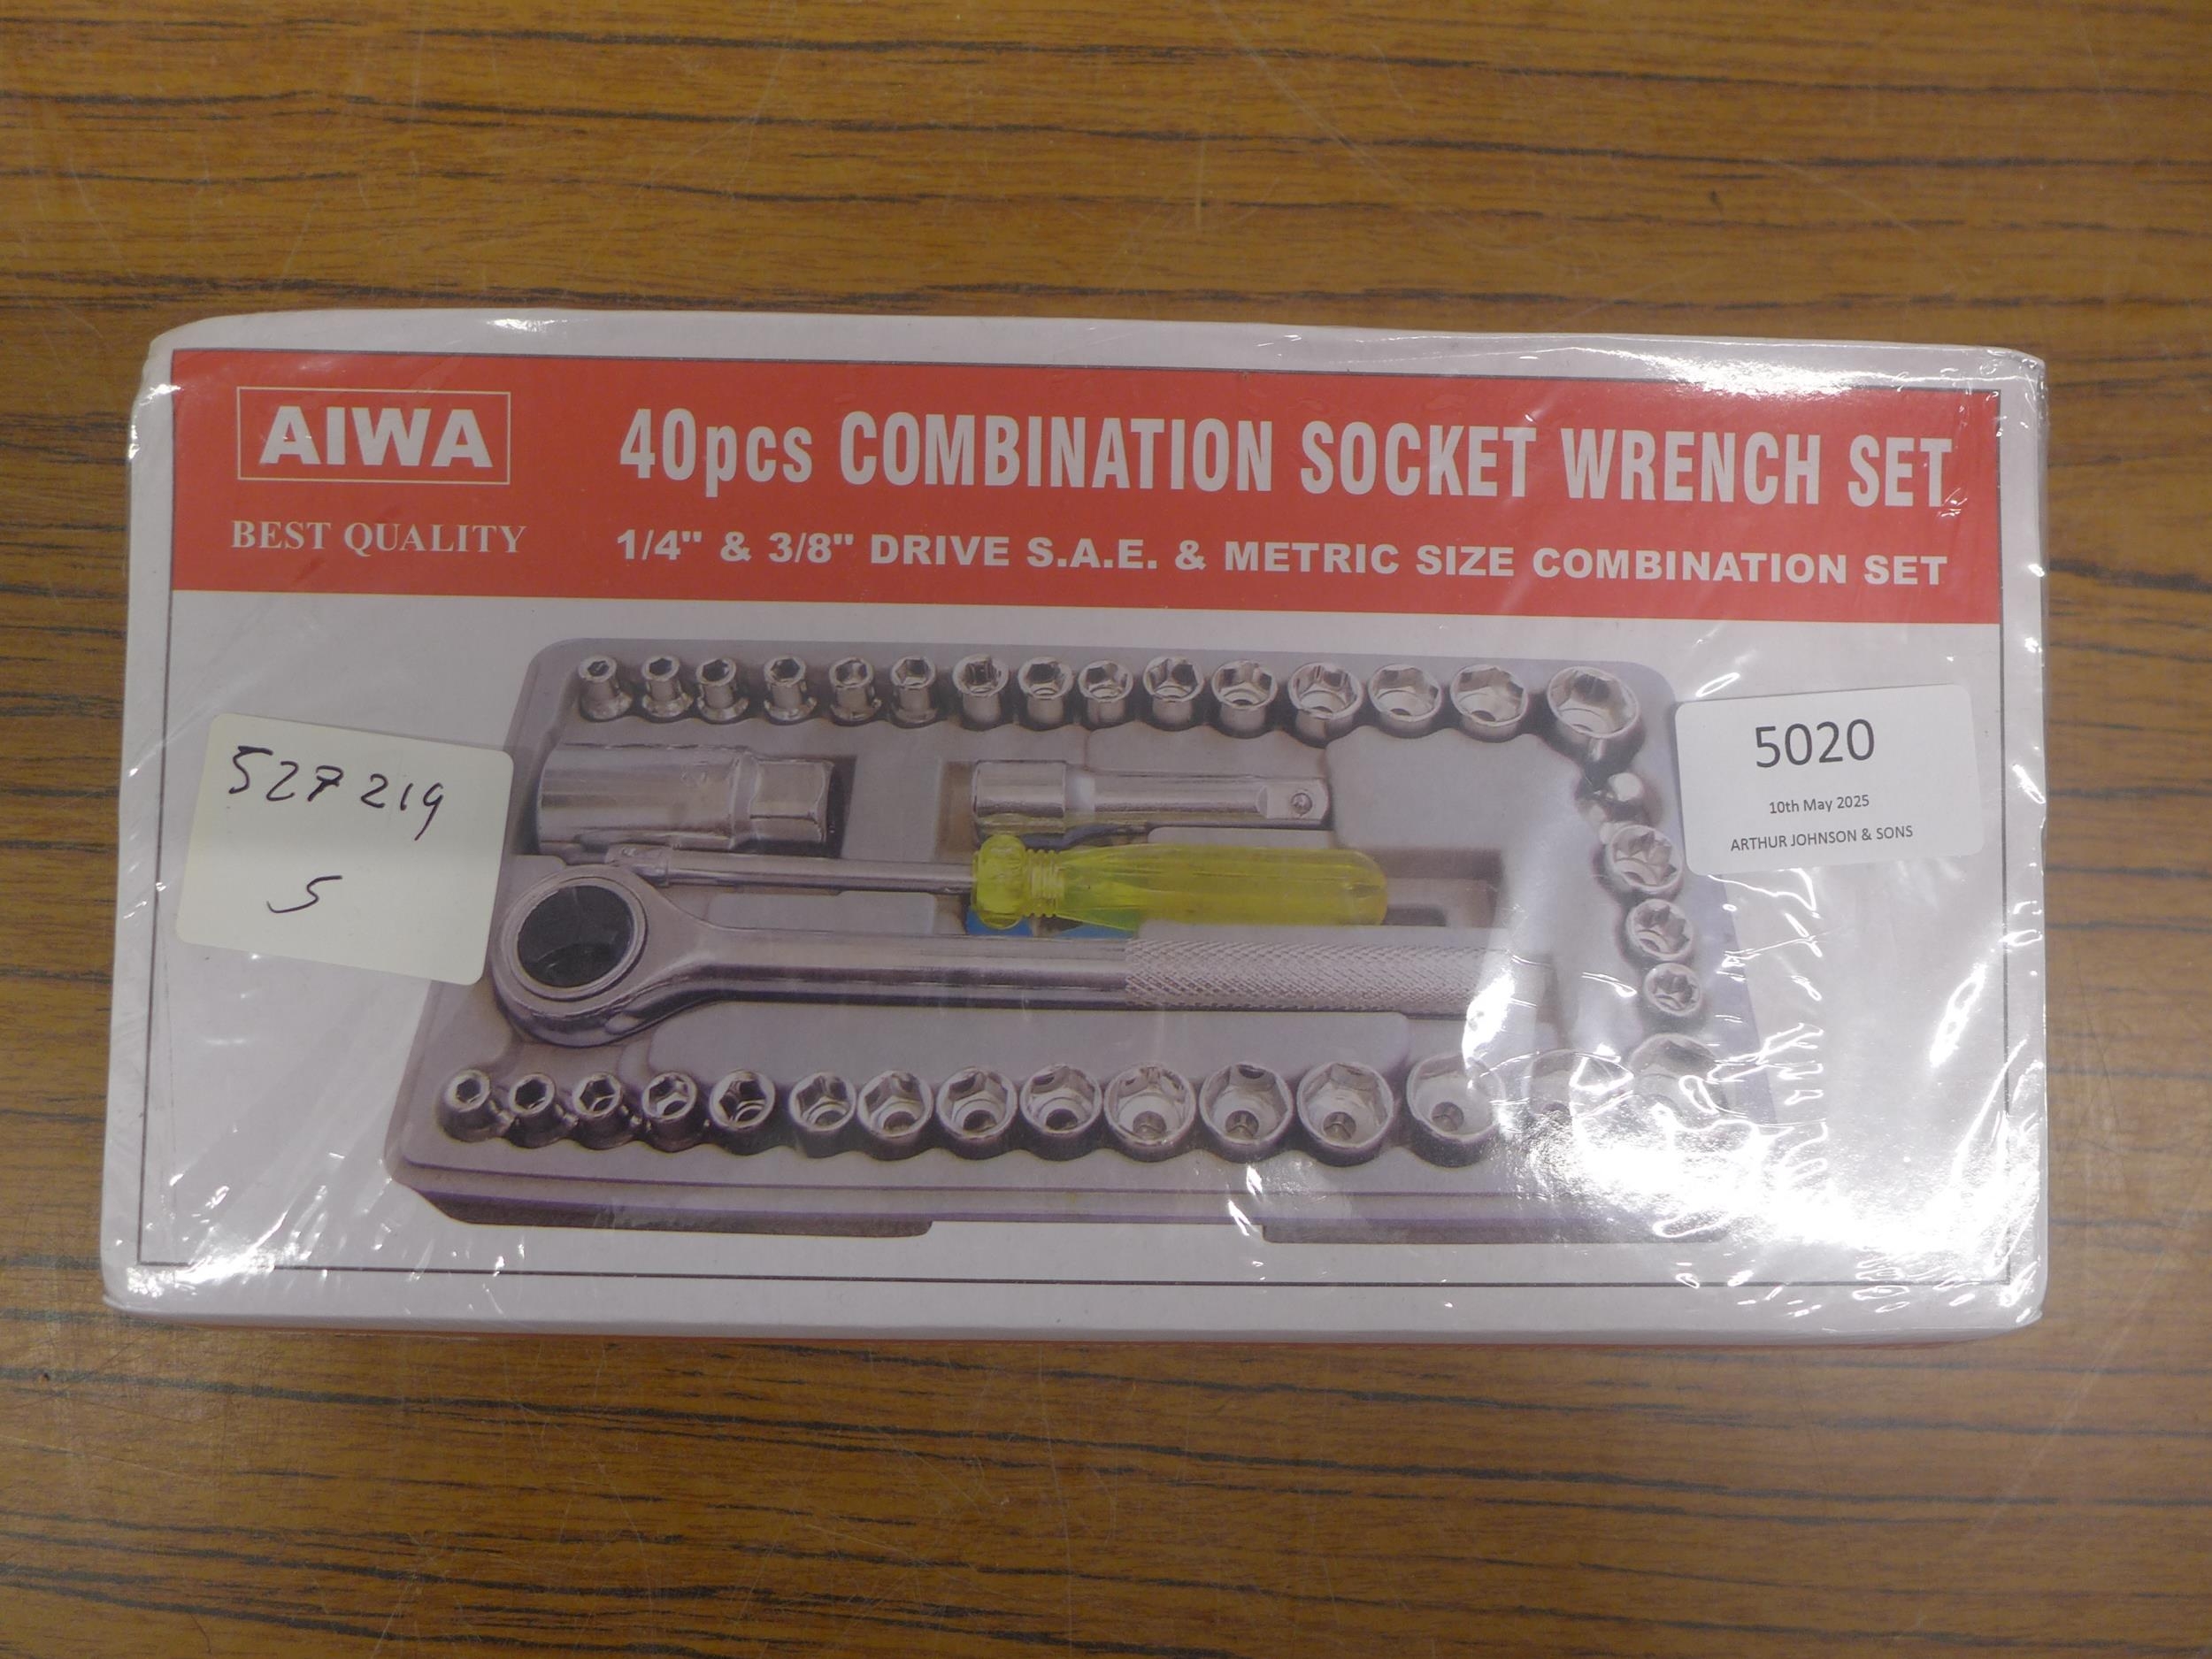 AIWA
BEST QUALITY
40pcs COMBINATION SOCKET WRENCH SET
1/4" & 3/8" DRIVE S.A.E. & METRIC SIZE COMBINATION SET
527219
5
5020
10th May 2025
ARTHUR JOHNSON & SONS